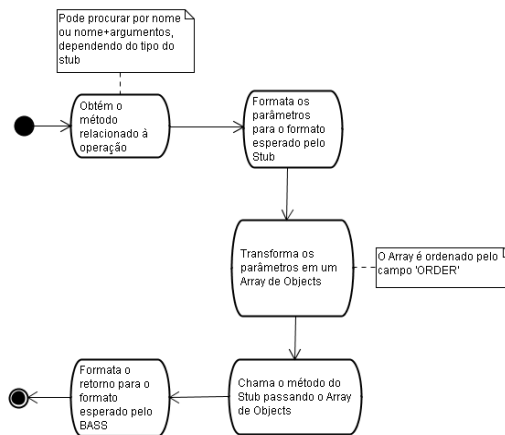 Pode procurar por nome
ou nome+argumentos,
dependendo do tipo do
stub
Obtém o
método
relacionado à
operação
Formata os
parâmetros
para o formato
esperado pelo
Stub
Transforma os
parâmetros em um
Array de Objects
O Array é ordenado pelo
campo 'ORDER'
Chama o método do
Stub passando o Array
de Objects
Formata o
retorno para o
formato
esperado pelo
BASS